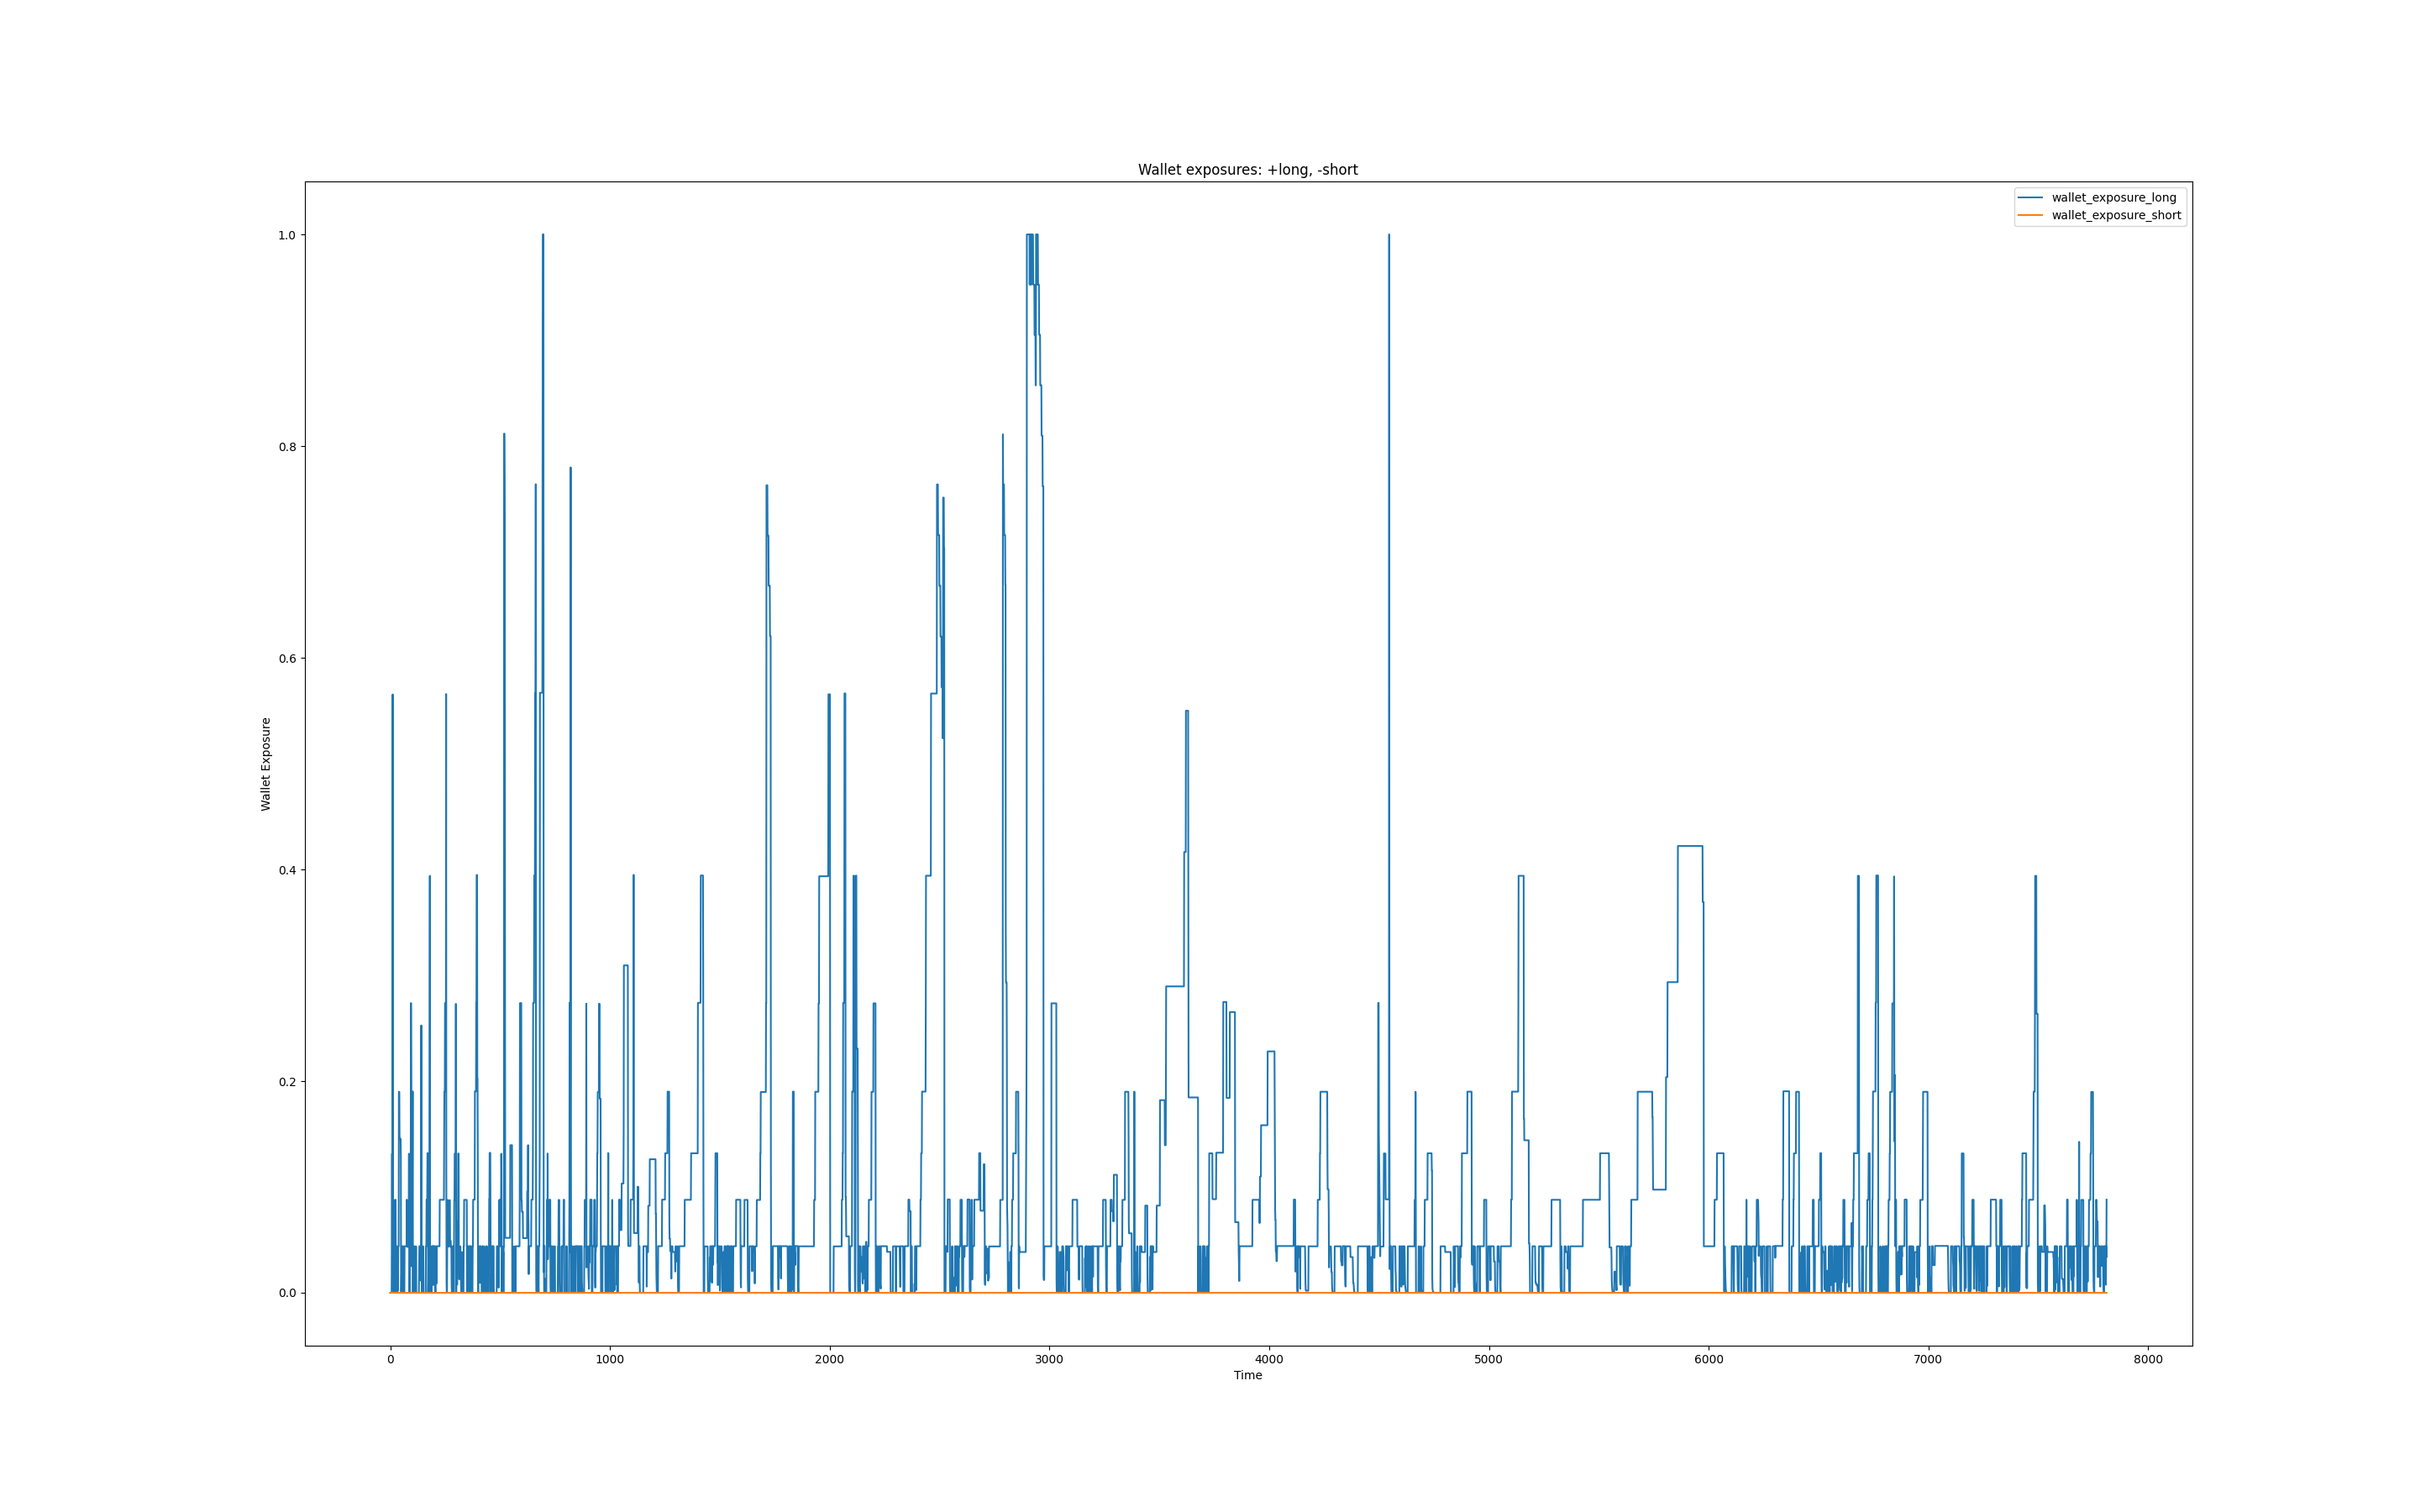 Wallet exposures: +long, -short
wallet_exposure_long
wallet_exposure_short
1.0
0.8
0.6
0.4
0.2
0.0
Wallet Exposure
0 1000 2000 3000 4000 5000 6000 7000 8000
Time